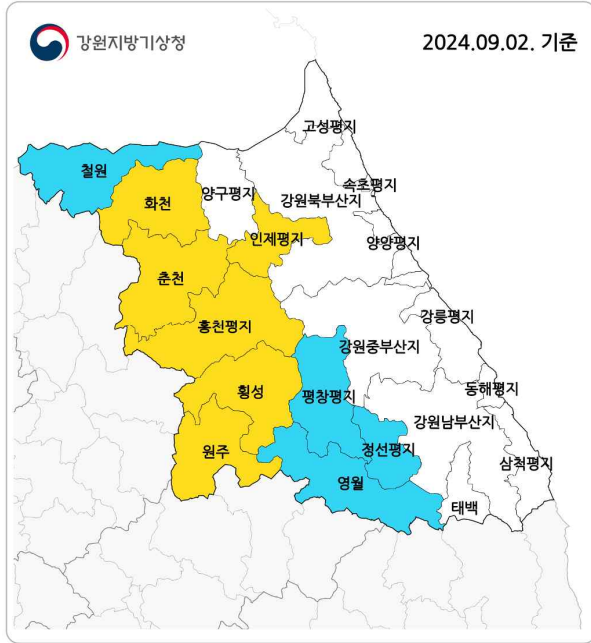 강원지방기상청
2024.09.02. 기준
고성평지
철원
속초평지
양구평지
강원북부산지
화천
인제평지
양양평지
춘천
강릉평지
홍천평지
강원중부산지
동해평지
횡성
평창평지
강원남부산지
원주
정선평지
삼척평지
영월
태백